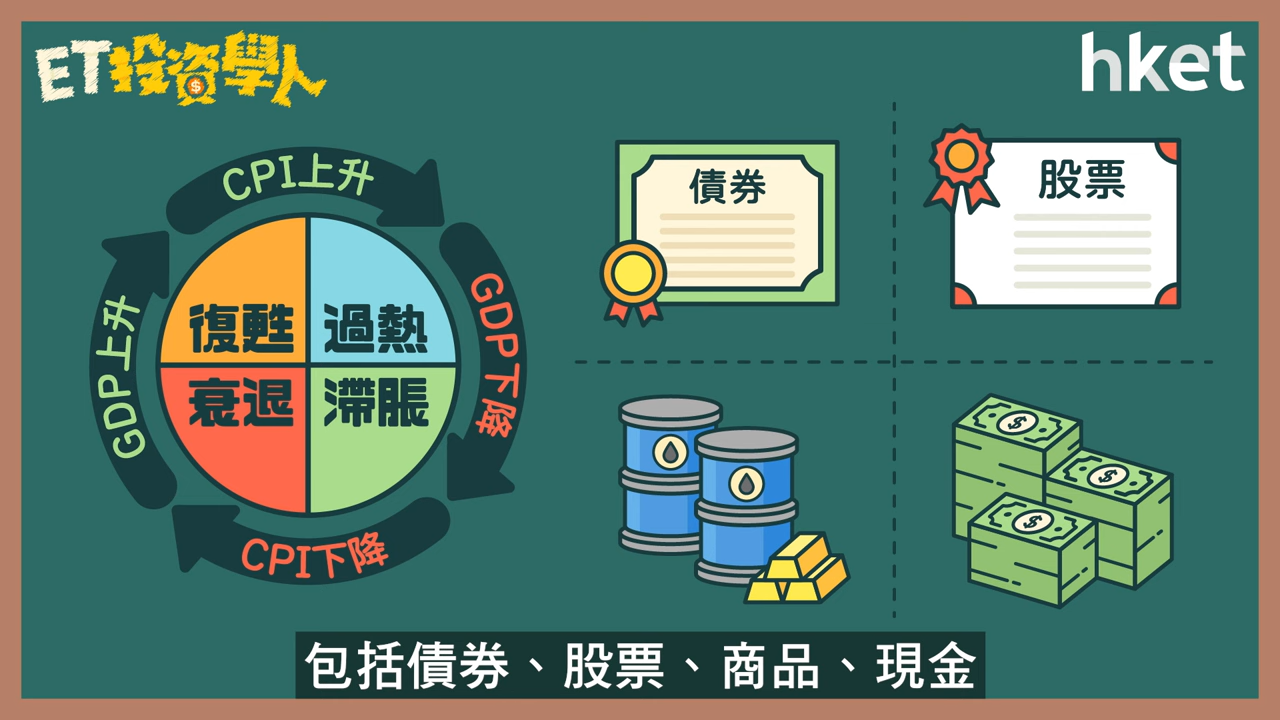 ET投資學人
hket
CPI上升
GDP下降
CPI下降
GDP上升
復甦
過熱
衰退
滯脹
債券
股票
$
$
$
$
包括債券、股票、商品、現金